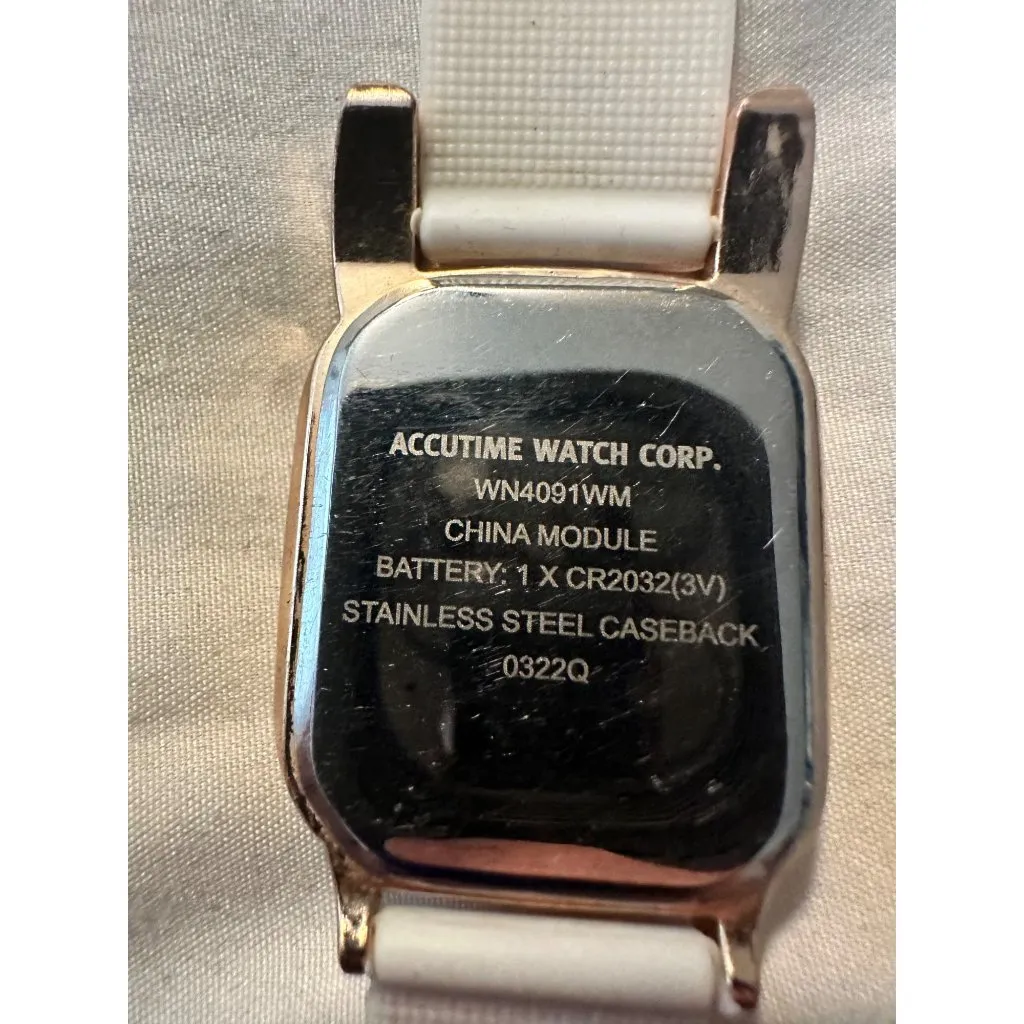 ACCUTIME WATCH CORP.
WN4091WM
CHINA MODULE
BATTERY: 1 X CR2032(3V)
STAINLESS STEEL CASEBACK
0322Q